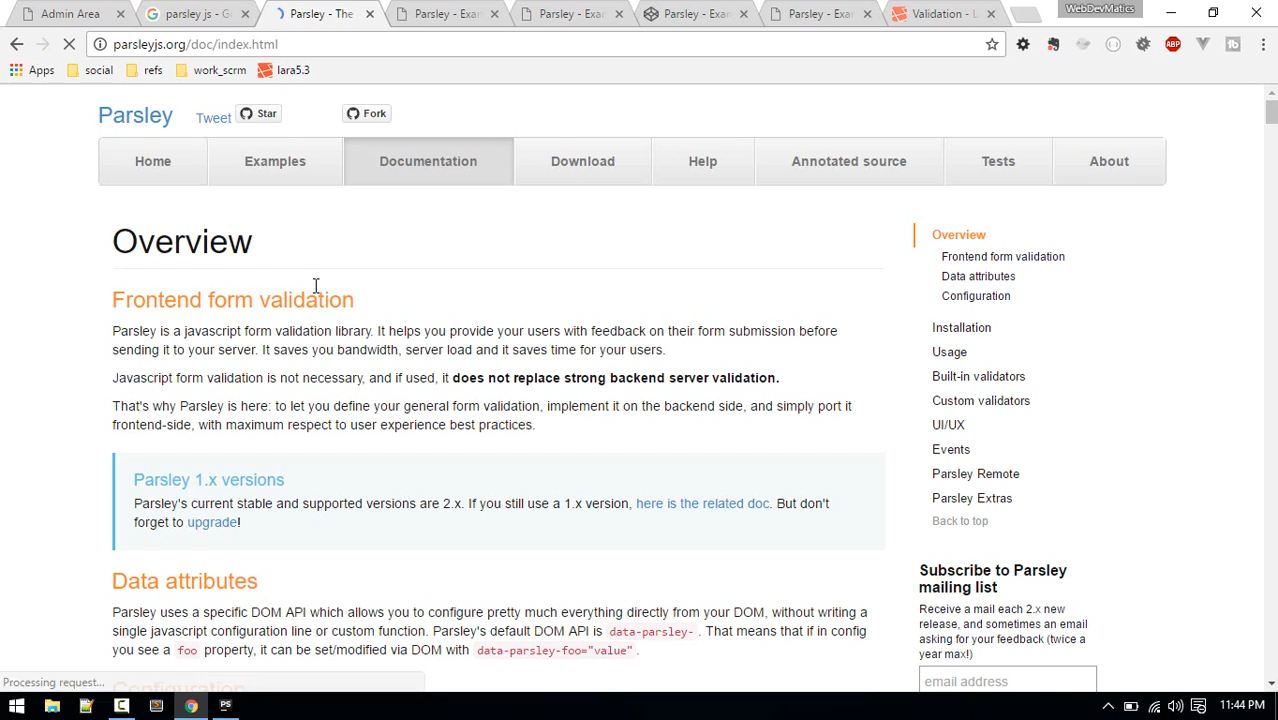 WebDevMatics
Admin Area
parsley js - G
Parsley - The
Parsley - Exam
Parsley - Exam
Parsley - Exam
Parsley - Exam
Validation - L
parsleyjs.org/doc/index.html
ABP
Apps
social
refs
work_scrm
lara5.3
Parsley
Tweet
Star
Fork
Home
Examples
Documentation
Download
Help
Annotated source
Tests
About
Overview
Frontend form validation
Parsley is a javascript form validation library. It helps you provide your users with feedback on their form submission before
sending it to your server. It saves you bandwidth, server load and it saves time for your users.
Javascript form validation is not necessary, and if used, it does not replace strong backend server validation.
That's why Parsley is here: to let you define your general form validation, implement it on the backend side, and simply port it
frontend-side, with maximum respect to user experience best practices.
Parsley 1.x versions
Parsley's current stable and supported versions are 2.x. If you still use a 1.x version, here is the related doc. But don't
forget to upgrade!
Data attributes
Parsley uses a specific DOM API which allows you to configure pretty much everything directly from your DOM, without writing a
single javascript configuration line or custom function. Parsley's default DOM API is data-parsley- . That means that if in config
you see a foo property, it can be set/modified via DOM with data-parsley-foo="value" .
Configuration
Overview
Frontend form validation
Data attributes
Configuration
Installation
Usage
Built-in validators
Custom validators
UI/UX
Events
Parsley Remote
Parsley Extras
Back to top
Subscribe to Parsley
mailing list
Receive a mail each 2.x new
release, and sometimes an email
asking for your feedback (twice a
year max!)
email address
Processing request...
PS
11:44 PM